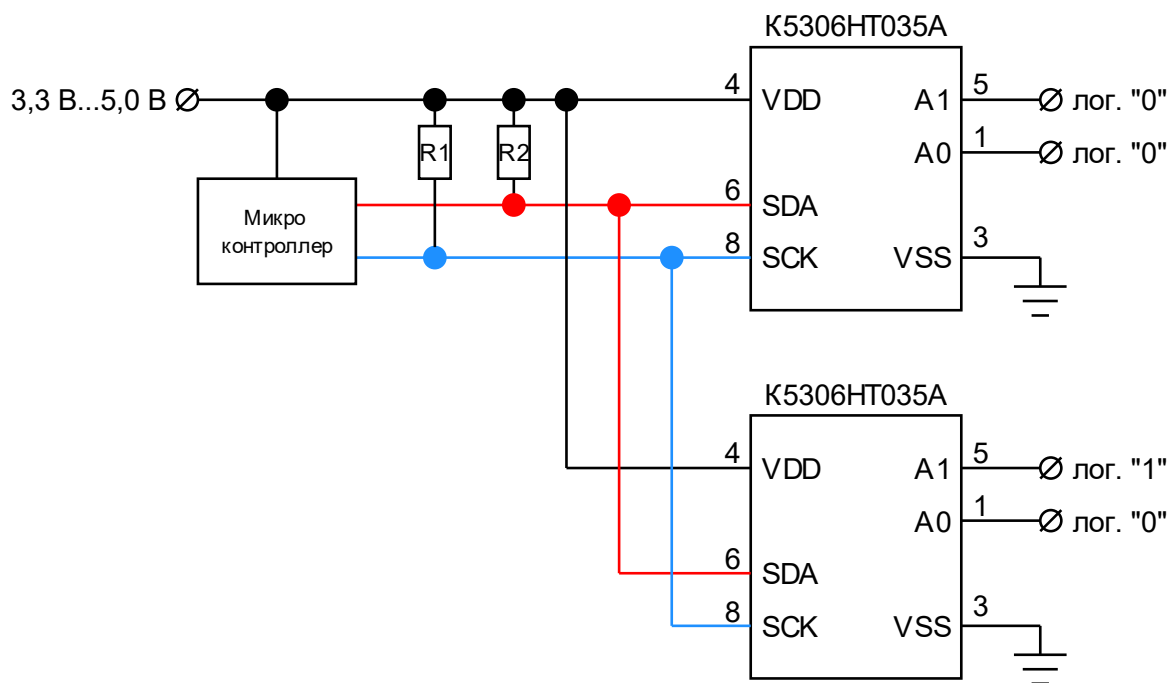 К5306НТ035А
3,3 В...5,0 В
4
VDD
A1
5
лог. "0"
R1
R2
A0
1
лог. "0"
Микро
контроллер
6
SDA
8
SCK
VSS
3
К5306НТ035А
4
VDD
A1
5
лог. "1"
A0
1
лог. "0"
6
SDA
8
SCK
VSS
3